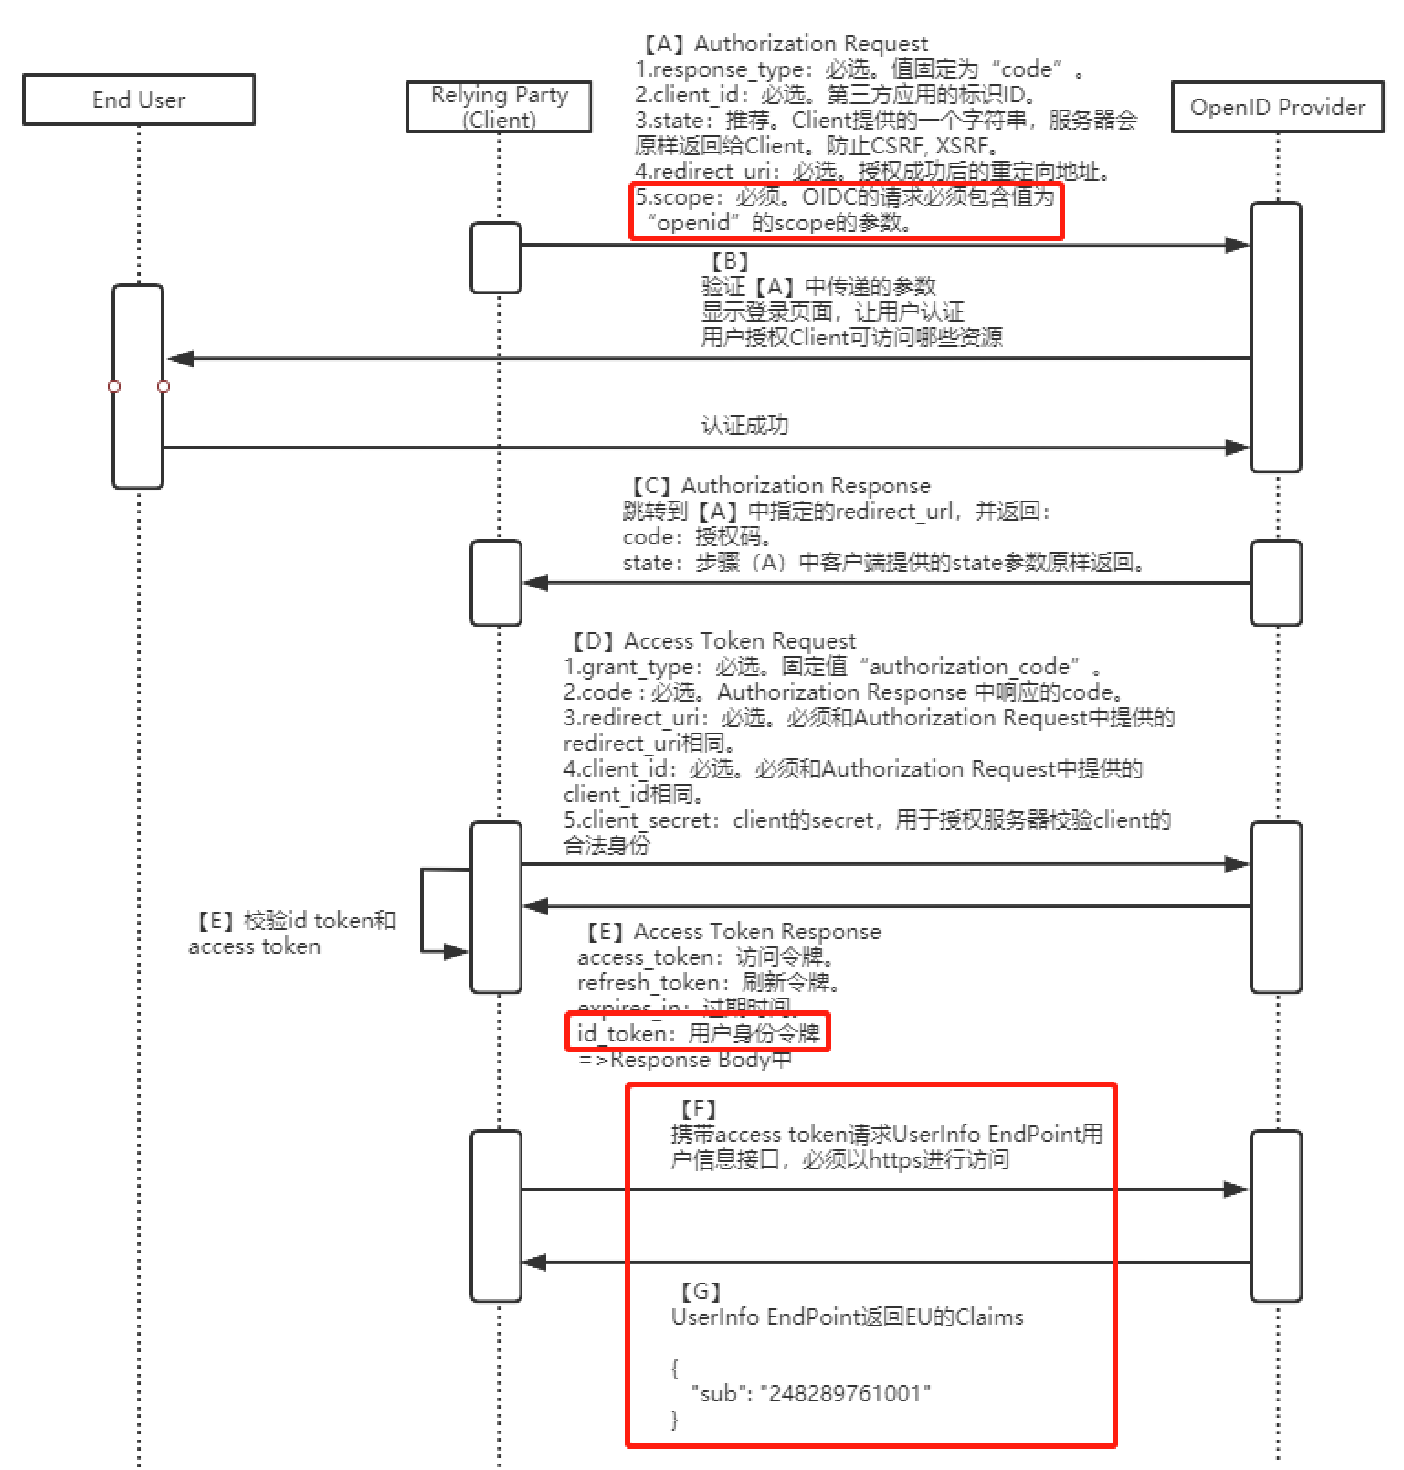 End User
Relying Party
(Client)
OpenID Provider
【A】Authorization Request
1.response_type：必选。值固定为“code”。
2.client_id：必选。第三方应用的标识ID。
3.state：推荐。Client提供的一个字符串，服务器会
原样返回给Client。防止CSRF, XSRF。
4.redirect_uri：必选。授权成功后的重定向地址。
5.scope：必须。OIDC的请求必须包含值为
“openid”的scope的参数。
【B】
验证【A】中传递的参数
显示登录页面，让用户认证
用户授权Client可访问哪些资源
认证成功
【C】Authorization Response
跳转到【A】中指定的redirect_url，并返回：
code：授权码。
state：步骤（A）中客户端提供的state参数原样返回。
【D】Access Token Request
1.grant_type：必选。固定值“authorization_code”。
2.code : 必选。Authorization Response 中响应的code。
3.redirect_uri：必选。必须和Authorization Request中提供的
redirect_uri相同。
4.client_id：必选。必须和Authorization Request中提供的
client_id相同。
5.client_secret：client的secret，用于授权服务器校验client的
合法身份
【E】校验id token和
access token
【E】Access Token Response
access_token：访问令牌。
refresh_token：刷新令牌。
expires_in：过期时间。
id_token：用户身份令牌
=>Response Body中
【F】
携带access token请求UserInfo EndPoint用
户信息接口，必须以https进行访问
【G】
UserInfo EndPoint返回EU的Claims
{
"sub": "248289761001"
}